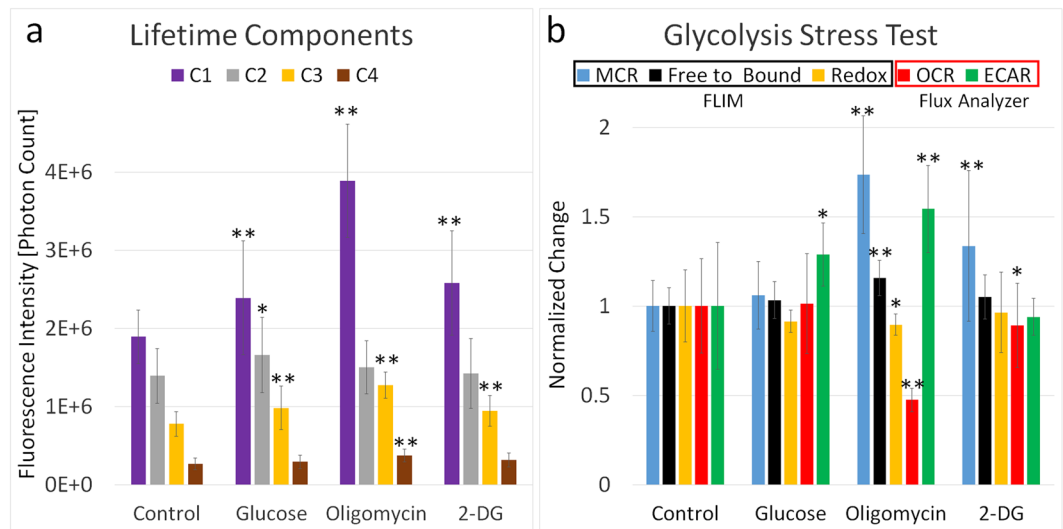 a
Lifetime Components
C1 C2 C3 C4
Fluorescence Intensity [Photon Count]
4E+6
3E+6
2E+6
1E+6
0E+0
** ** * ** ** ** ** ** **
Control Glucose Oligomycin 2-DG
b
Glycolysis Stress Test
MCR Free to Bound Redox OCR ECAR
FLIM Flux Analyzer
Normalized Change
2
1.5
1
0.5
0
* ** ** * ** ** ** *
Control Glucose Oligomycin 2-DG